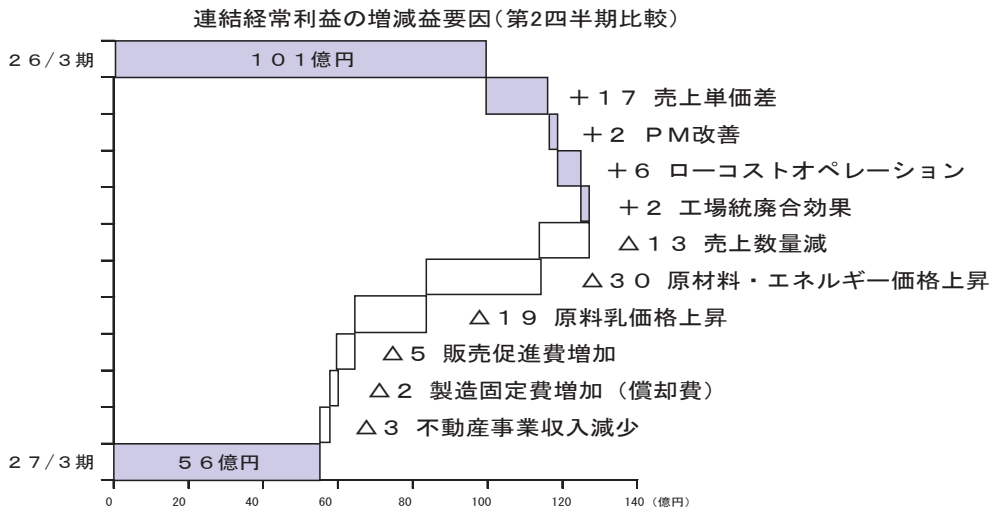 連結経常利益の増減益要因(第2四半期比較)
26/3期
101億円
+17 売上単価差
+2 PM改善
+6 ローコストオペレーション
+2 工場統廃合効果
△13 売上数量減
△30 原材料・エネルギー価格上昇
△19 原料乳価格上昇
△5 販売促進費増加
△2 製造固定費増加(償却費)
△3 不動産事業収入減少
27/3期
56億円
0 20 40 60 80 100 120 140 (億円)